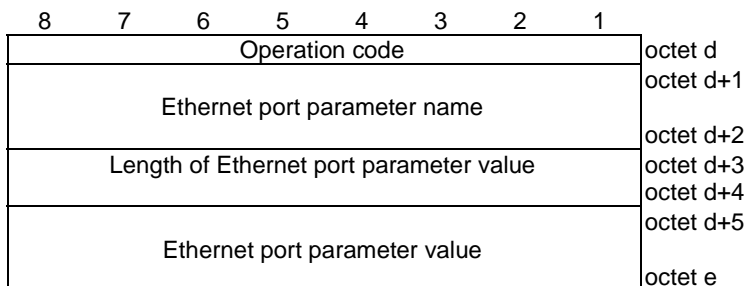 8 7 6 5 4 3 2 1
Operation code octet d
octet d+1
Ethernet port parameter name
octet d+2
Length of Ethernet port parameter value octet d+3
octet d+4
octet d+5
Ethernet port parameter value
octet e